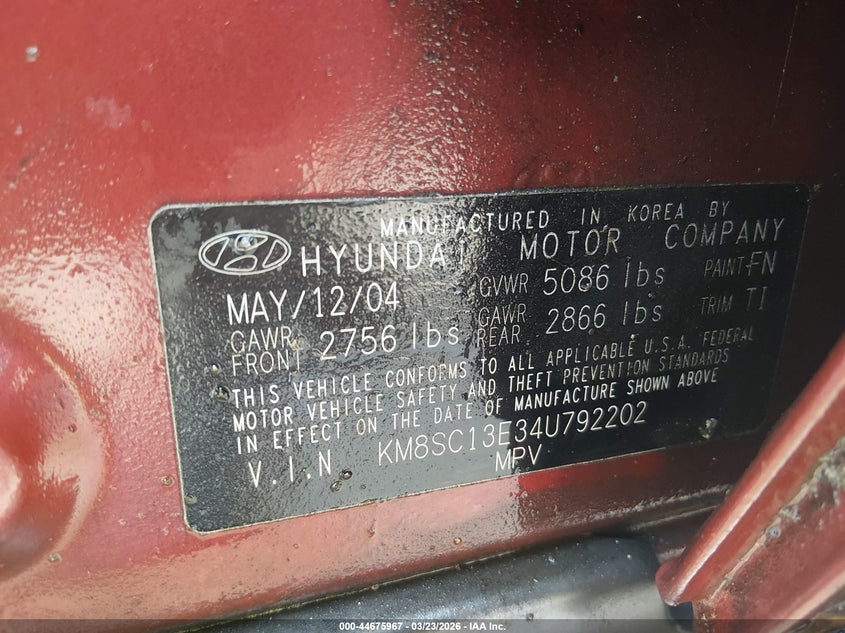 MANUFACTURED IN KOREA BY
HYUNDAI MOTOR COMPANY
MAY/12/04 GVWR 5086 lbs PAINT FN
GAWR FRONT 2756 lbs GAWR REAR 2866 lbs TRIM TI
THIS VEHICLE CONFORMS TO ALL APPLICABLE U.S.A. FEDERAL
MOTOR VEHICLE SAFETY AND THEFT PREVENTION STANDARDS
IN EFFECT ON THE DATE OF MANUFACTURE SHOWN ABOVE
V.I.N KM8SC13E34U792202
MPV
000-44675967 - 03/23/2026 - IAA Inc.